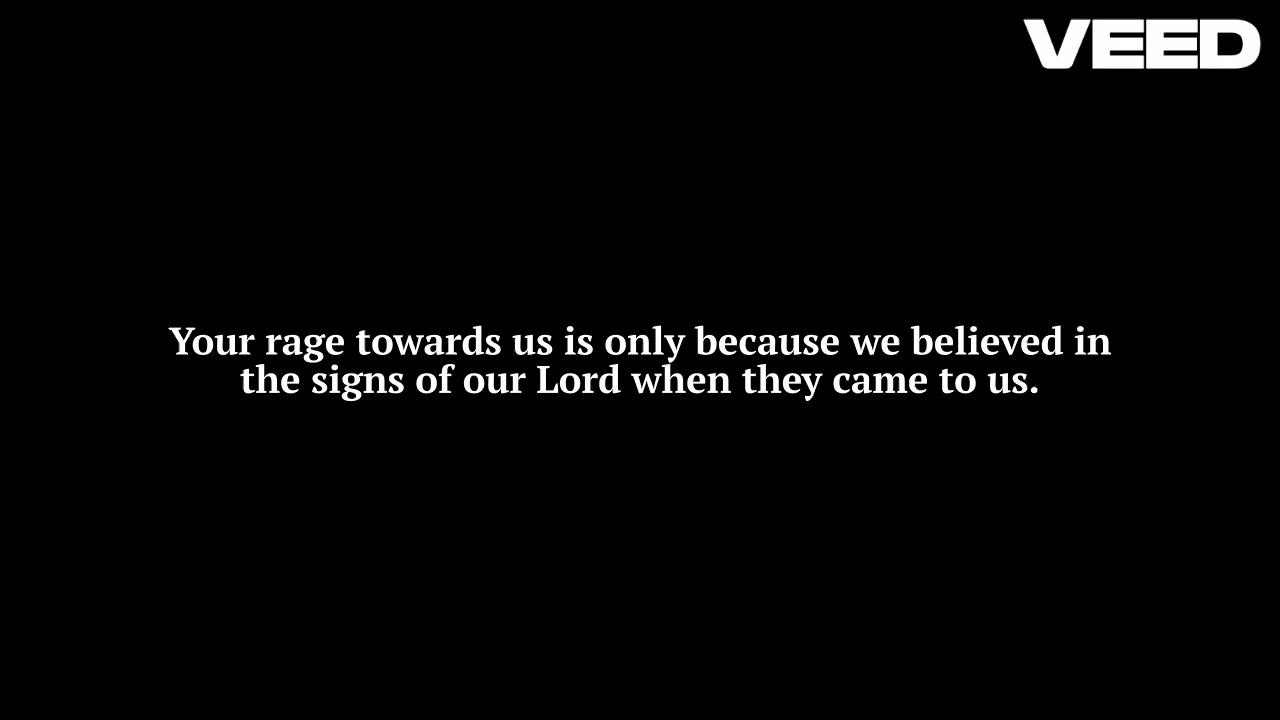 VEED
Your rage towards us is only because we believed in
the signs of our Lord when they came to us.